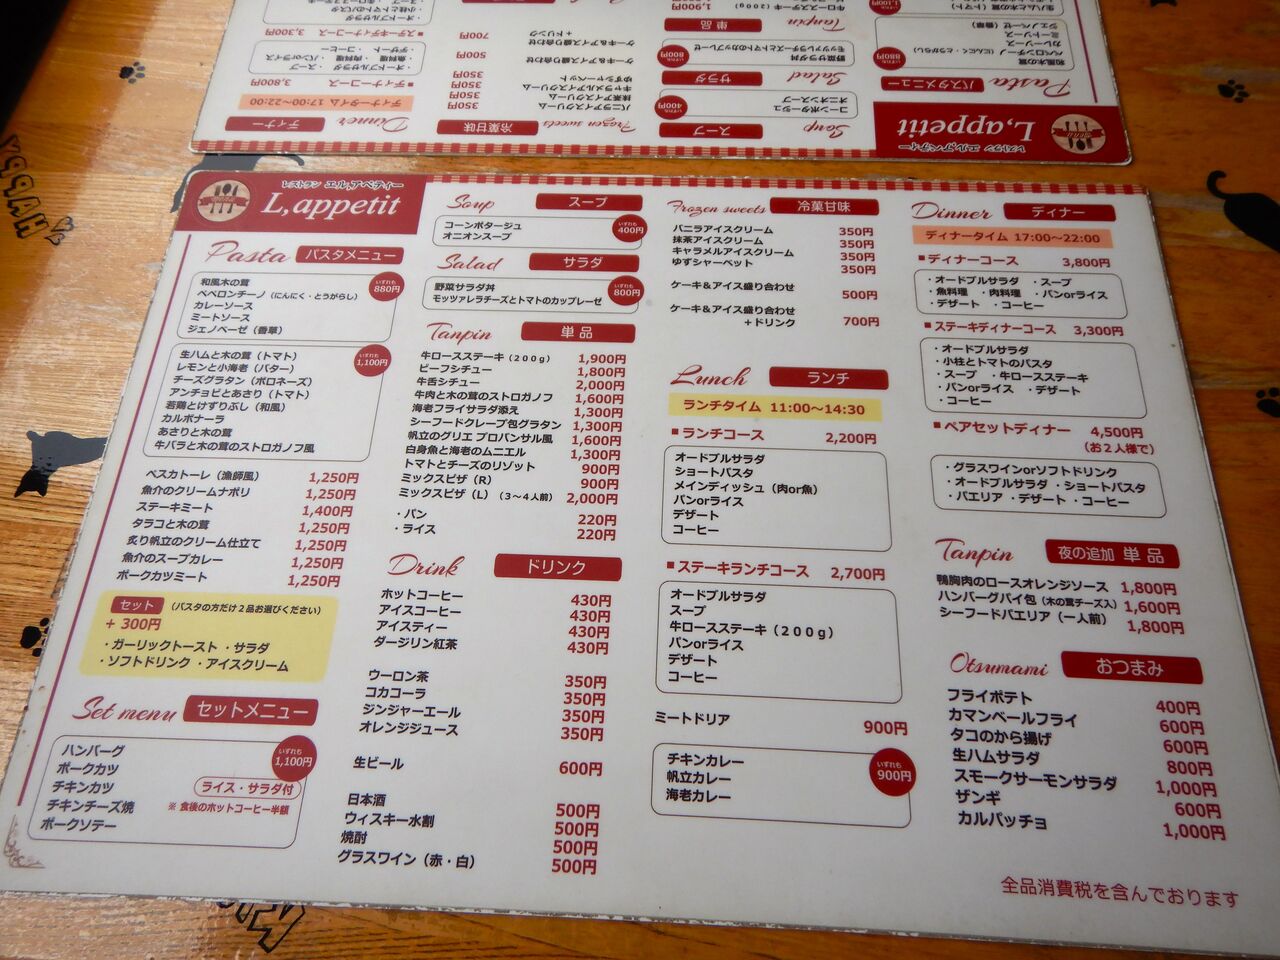 レストラン エル,アペティー
L,appetit
Pasta パスタメニュー
いずれも 880円
和風木の茸
ペペロンチーノ（にんにく・とうがらし）
カレーソース
ミートソース
ジェノベーゼ（香草）
いずれも 1,100円
生ハムと木の茸（トマト）
レモンと小海老（バター）
チーズグラタン（ボロネーズ）
アンチョビとあさり（トマト）
若鶏とけずりぶし（和風）
カルボナーラ
あさりと木の茸
牛バラと木の茸のストロガノフ風
ペスカトーレ（漁師風） 1,250円
魚介のクリームナポリ 1,250円
ステーキミート 1,400円
タラコと木の茸 1,250円
炙り帆立のクリーム仕立て 1,250円
魚介のスープカレー 1,250円
ポークカツミート 1,250円
セット （パスタの方だけ２品お選びください）
＋ 300円
・ガーリックトースト ・サラダ
・ソフトドリンク ・アイスクリーム
Set menu セットメニュー
いずれも 1,100円
ハンバーグ
ポークカツ
チキンカツ
チキンチーズ焼
ポークソテー
ライス・サラダ付
※ 食後のホットコーヒー半額
Soup スープ
コーンポタージュ
オニオンスープ
いずれも 400円
Salad サラダ
野菜サラダ丼
モッツァレラチーズとトマトのカップレーゼ
いずれも 800円
Tanpin 単 品
牛ロースステーキ（２００ｇ） 1,900円
ビーフシチュー 1,800円
牛舌シチュー 2,000円
牛肉と木の茸のストロガノフ 1,600円
海老フライサラダ添え 1,300円
シーフードクレープ包グラタン 1,300円
帆立のグリエ プロバンサル風 1,600円
白身魚と海老のムニエル 1,300円
トマトとチーズのリゾット 900円
ミックスピザ（Ｒ） 900円
ミックスピザ（Ｌ）（３～４人前） 2,000円
・パン 220円
・ライス 220円
Drink ドリンク
ホットコーヒー 430円
アイスコーヒー 430円
アイスティー 430円
ダージリン紅茶 430円
ウーロン茶 350円
コカコーラ 350円
ジンジャーエール 350円
オレンジジュース 350円
生ビール 600円
日本酒 500円
ウィスキー水割 500円
焼酎 500円
グラスワイン（赤・白） 500円
Frozen sweets 冷菓甘味
バニラアイスクリーム 350円
抹茶アイスクリーム 350円
キャラメルアイスクリーム 350円
ゆずシャーベット 350円
ケーキ＆アイス盛り合わせ 500円
ケーキ＆アイス盛り合わせ
＋ドリンク 700円
Lunch ランチ
ランチタイム 11:00～14:30
■ランチコース 2,200円
オードブルサラダ
ショートパスタ
メインディッシュ（肉or魚）
パンorライス
デザート
コーヒー
■ステーキランチコース 2,700円
オードブルサラダ
スープ
牛ロースステーキ（２００ｇ）
パンorライス
デザート
コーヒー
ミートドリア 900円
チキンカレー
帆立カレー
海老カレー
いずれも 900円
Dinner ディナー
ディナータイム 17:00～22:00
■ディナーコース 3,800円
・オードブルサラダ ・スープ
・魚料理 ・肉料理 ・パンorライス
・デザート ・コーヒー
■ステーキディナーコース 3,300円
・オードブルサラダ
・小柱とトマトのパスタ
・スープ ・牛ロースステーキ
・パンorライス ・デザート
・コーヒー
■ペアセットディナー 4,500円
（お２人様で）
・グラスワインorソフトドリンク
・オードブルサラダ ・ショートパスタ
・パエリア ・デザート ・コーヒー
Tanpin 夜の追加 単 品
鴨胸肉のロースオレンジソース 1,800円
ハンバーグパイ包（木の茸チーズ入） 1,600円
シーフードパエリア（一人前） 1,800円
Otsumami おつまみ
フライポテト 400円
カマンベールフライ 600円
タコのから揚げ 600円
生ハムサラダ 800円
スモークサーモンサラダ 1,000円
ザンギ 600円
カルパッチョ 1,000円
全品消費税を含んでおります